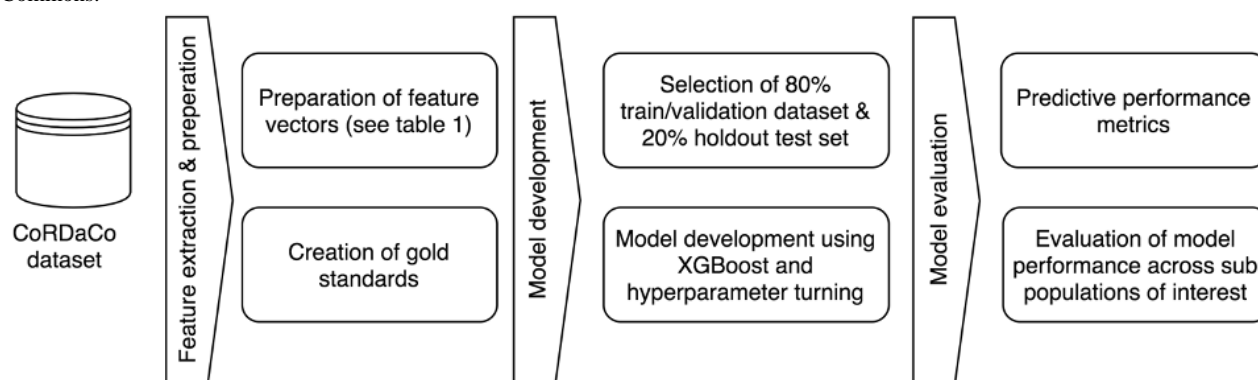 CoRDaCo
dataset
Feature extraction & preperation
Preparation of feature
vectors (see table 1)
Creation of gold
standards
Model development
Selection of 80%
train/validation dataset &
20% holdout test set
Model development using
XGBoost and
hyperparameter turning
Model evaluation
Predictive performance
metrics
Evaluation of model
performance across sub
populations of interest